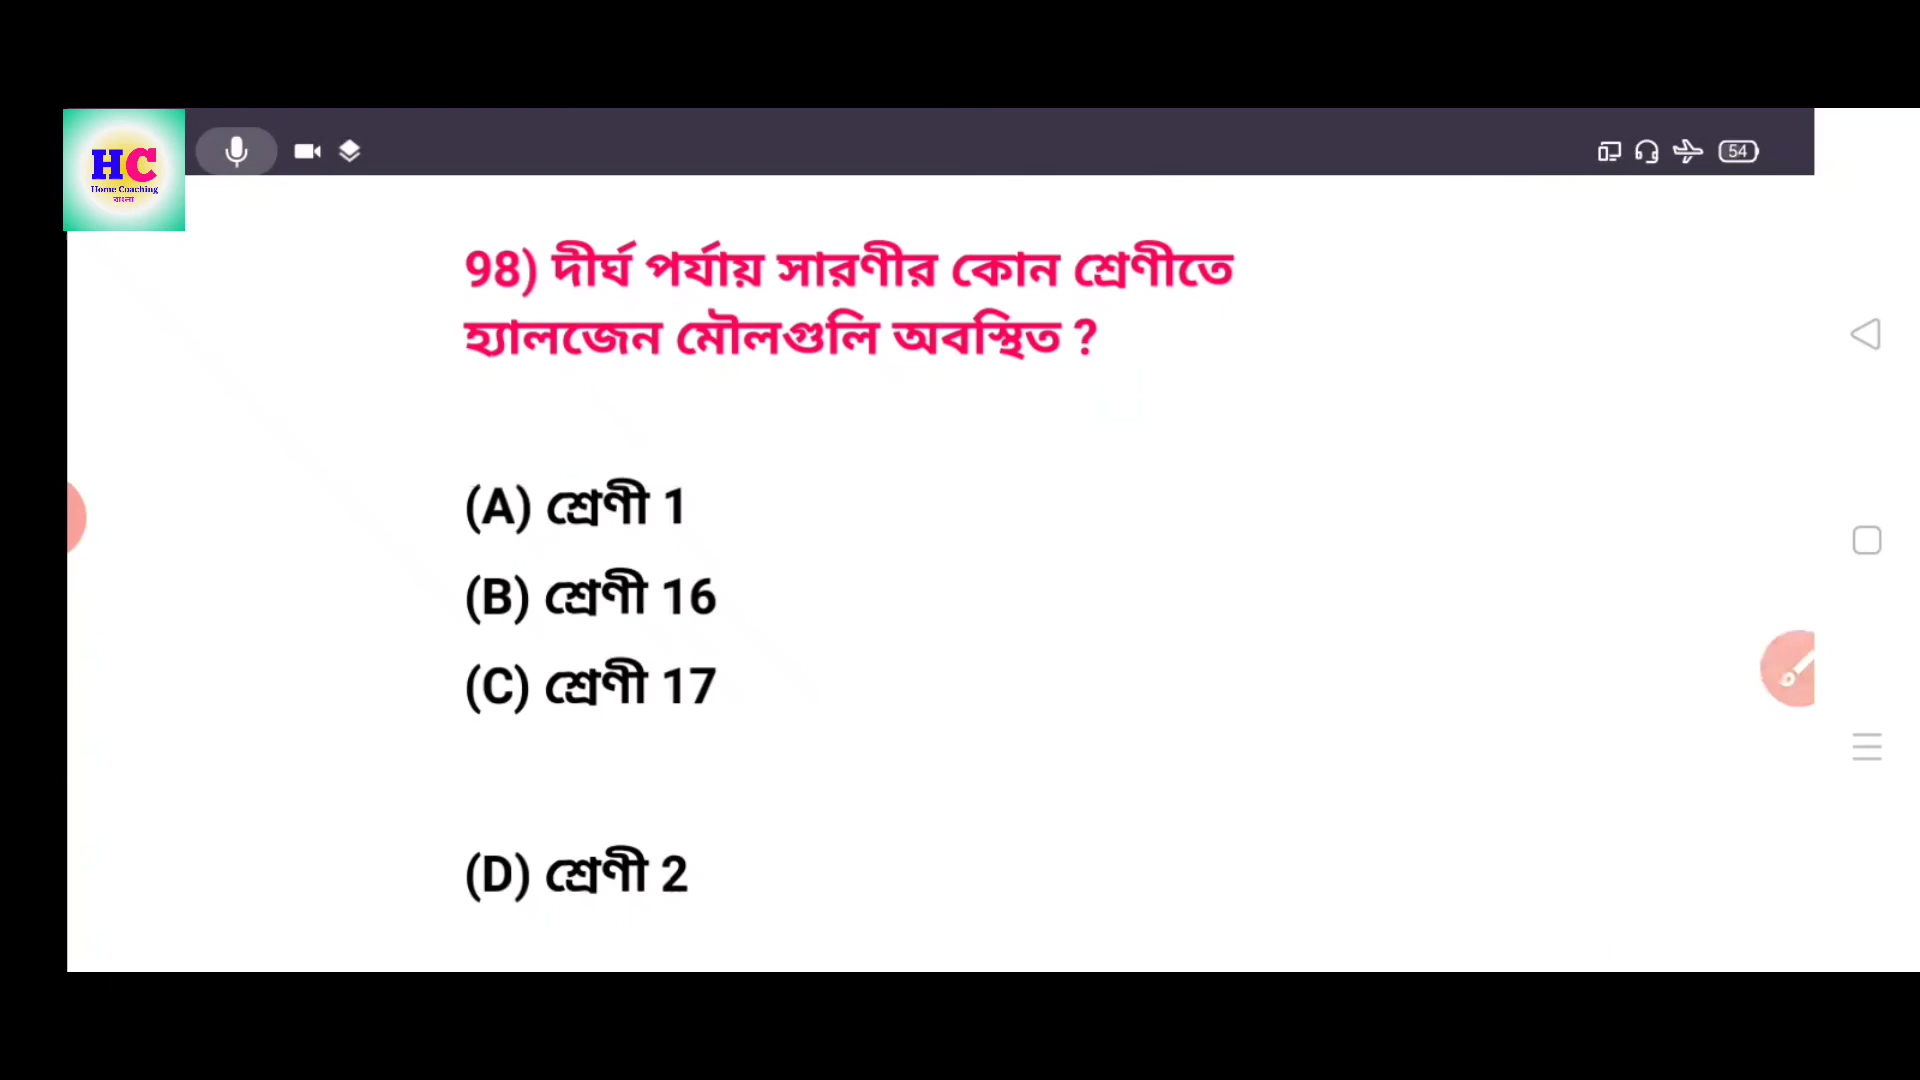 HC
Home Coaching
বাংলা
54
98) দীর্ঘ পর্যায় সারণীর কোন শ্রেণীতে
হ্যালজেন মৌলগুলি অবস্থিত ?
(A) শ্রেণী 1
(B) শ্রেণী 16
(C) শ্রেণী 17
(D) শ্রেণী 2